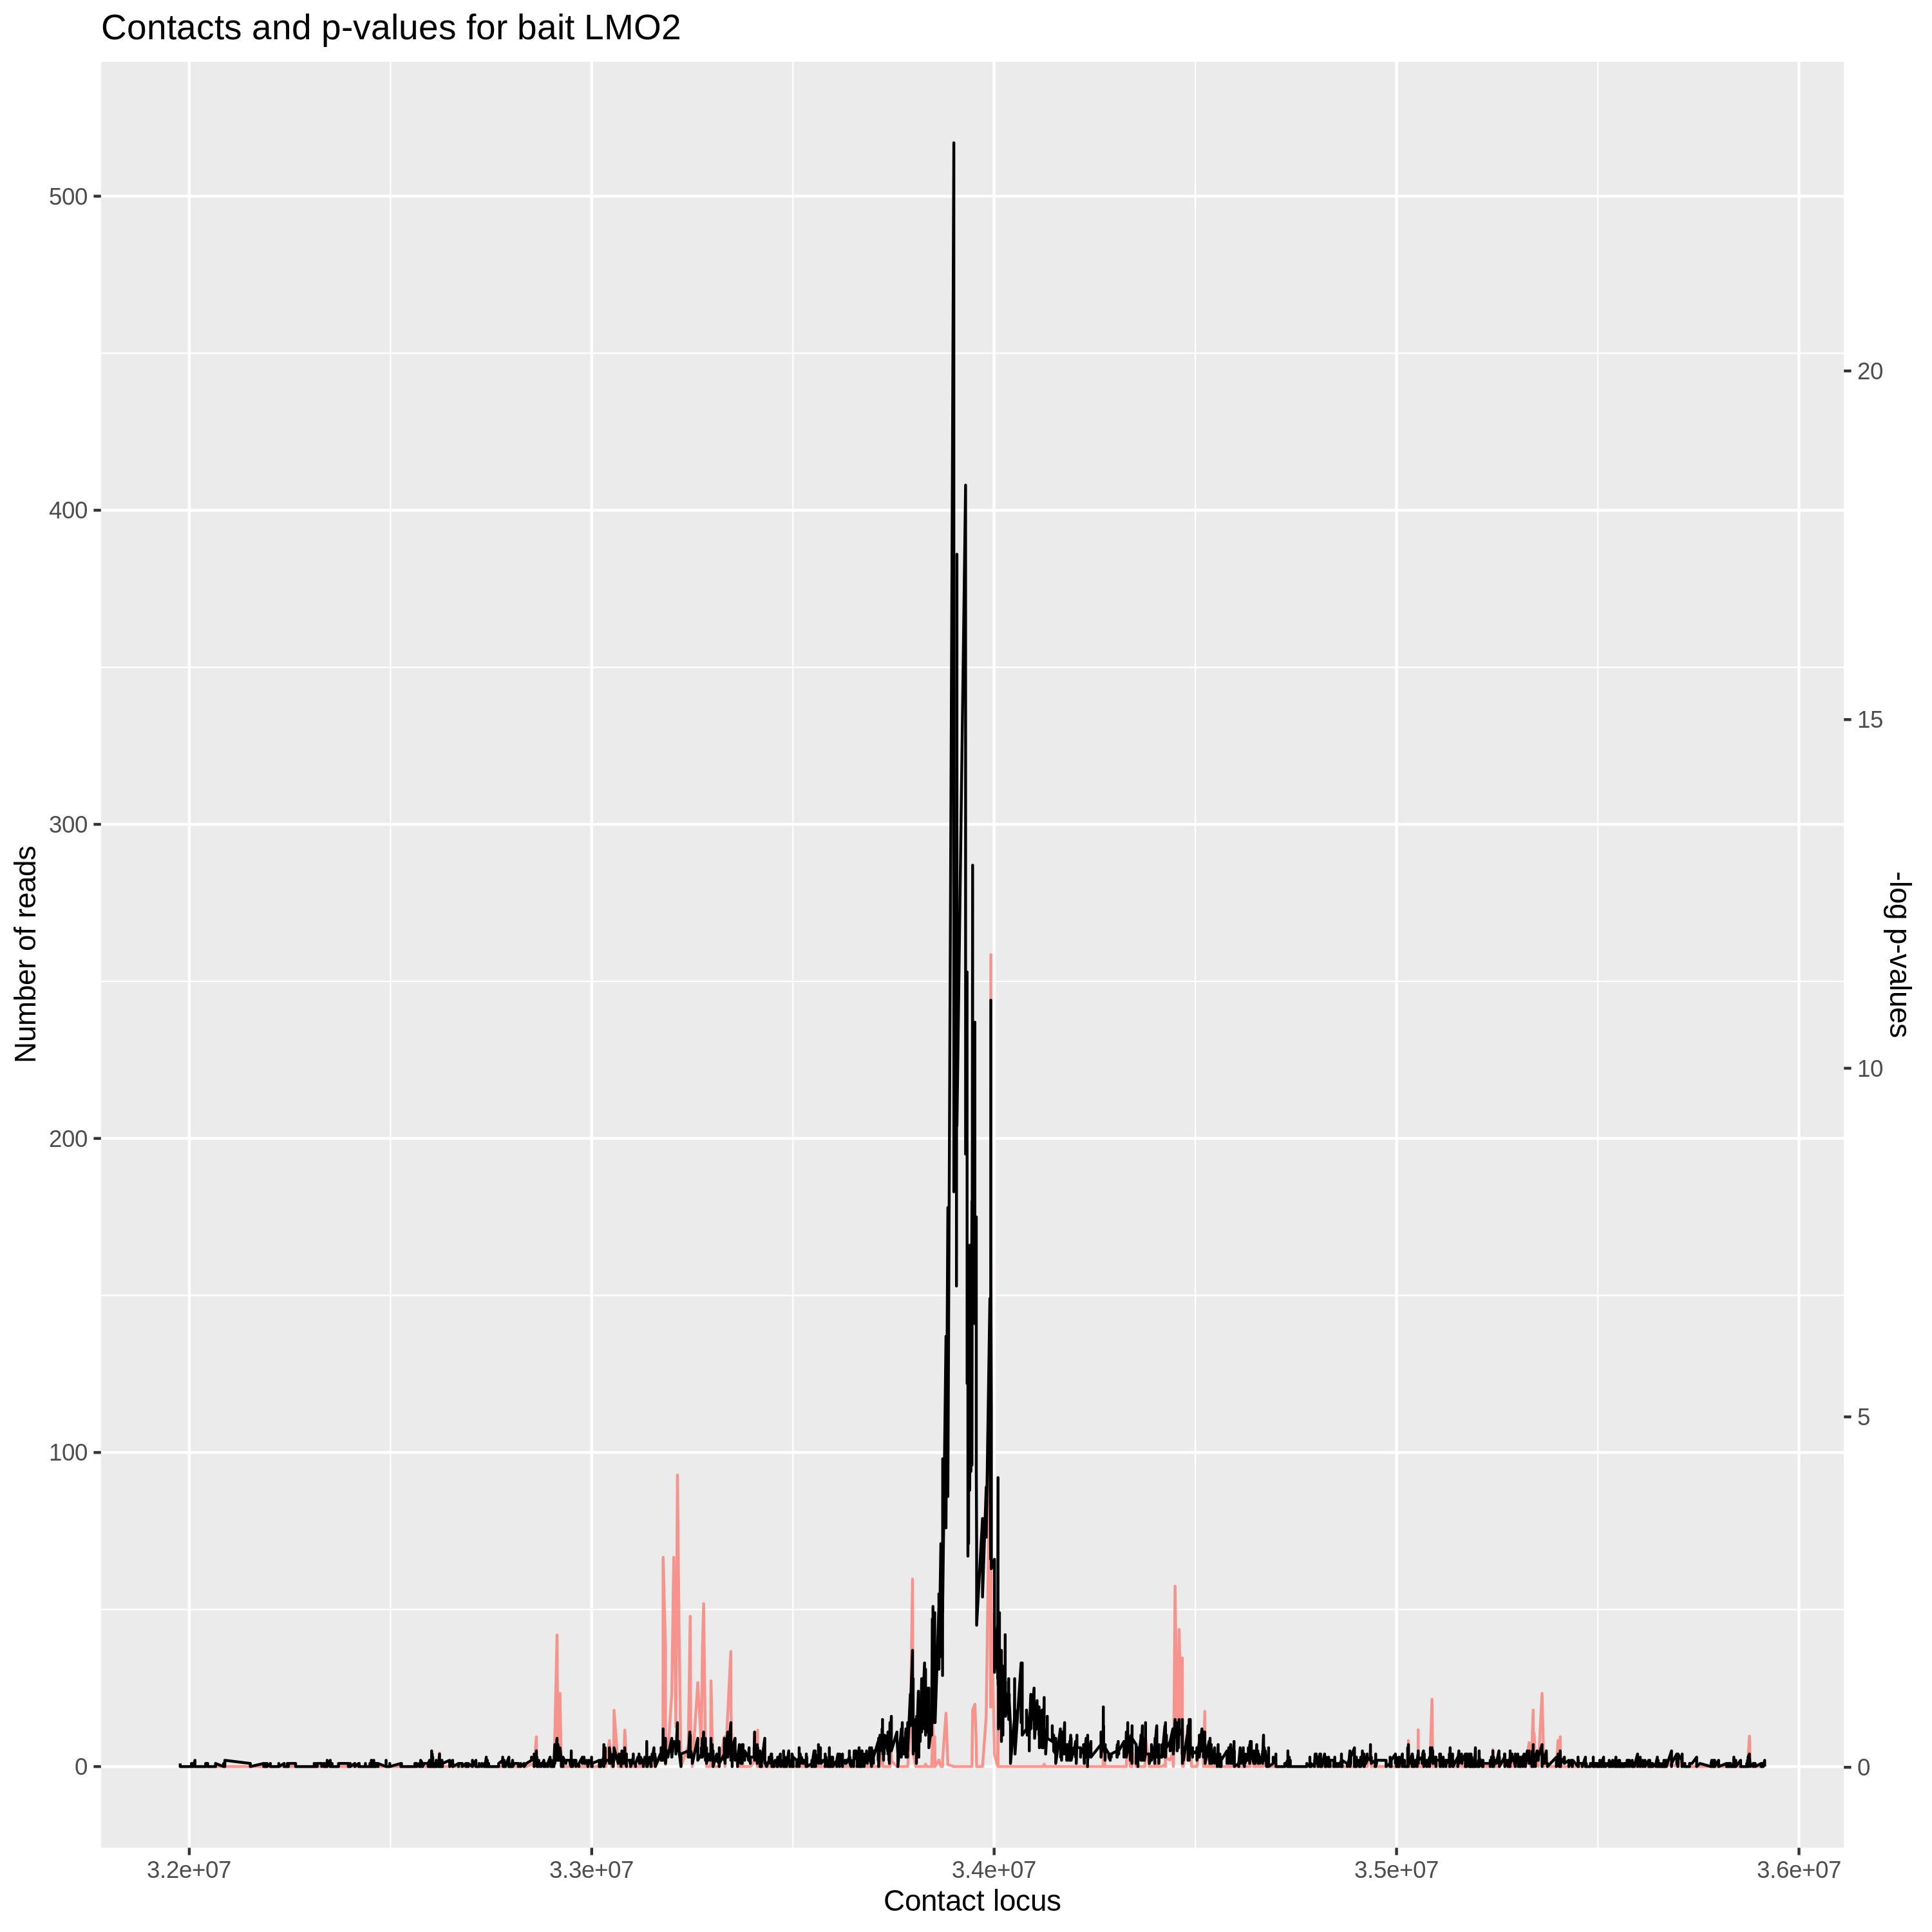 Contacts and p-values for bait LMO2
500
400
300
200
100
0
Number of reads
20
15
10
5
0
-log p-values
3.2e+07 3.3e+07 3.4e+07 3.5e+07 3.6e+07
Contact locus